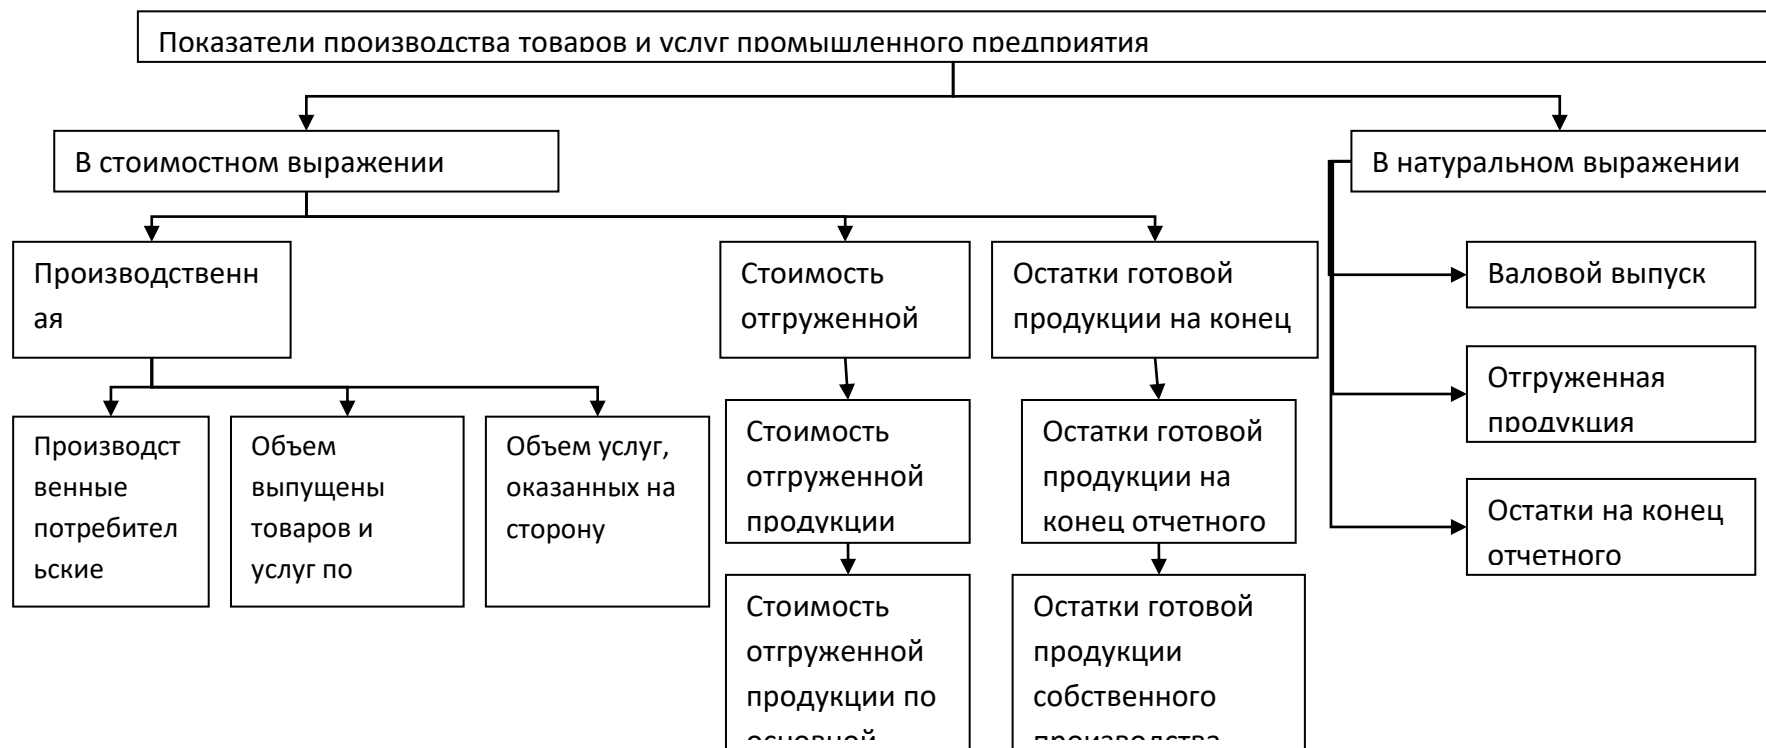 Показатели производства товаров и услуг промышленного предприятия
В стоимостном выражении
В натуральном выражении
Производственн
ая
Стоимость
отгруженной
Остатки готовой
продукции на конец
Валовой выпуск
Отгруженная
продукция
Остатки на конец
отчетного
Производст
венные
потребител
ьские
Объем
выпущены
товаров и
услуг по
Объем услуг,
оказанных на
сторону
Стоимость
отгруженной
продукции
Остатки готовой
продукции на
конец отчетного
Стоимость
отгруженной
продукции по
основной
Остатки готовой
продукции
собственного
производства